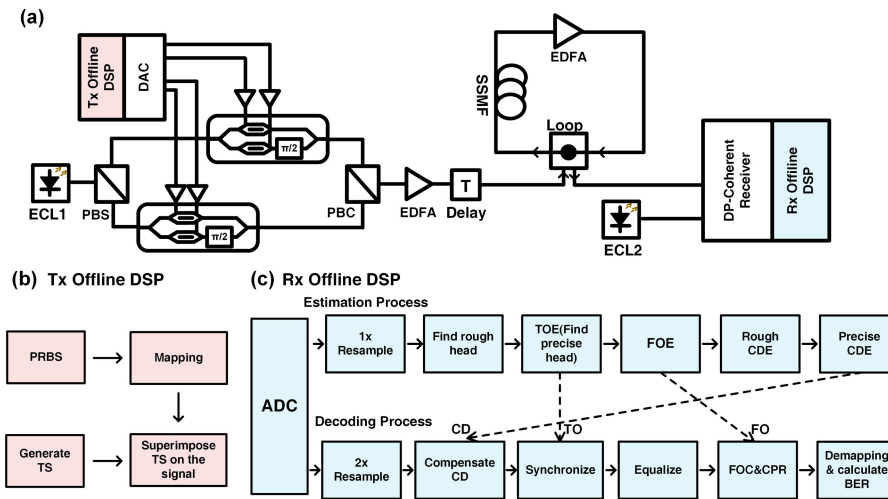 (a)
Tx Offline
DSP
DAC
π/2
π/2
ECL1
PBS
PBC
EDFA
T
Delay
SSMF
EDFA
Loop
ECL2
DP-Coherent
Receiver
Rx Offiline
DSP
(b) Tx Offline DSP
PRBS
Mapping
Generate
TS
Superimpose
TS on the
signal
(c) Rx Offline DSP
Estimation Process
ADC
1x
Resample
Find rough
head
TOE(Find
precise
head)
FOE
Rough
CDE
Precise
CDE
Decoding Process
CD
TO
FO
2x
Resample
Compensate
CD
Synchronize
Equalize
FOC&CPR
Demapping
& calculate
BER